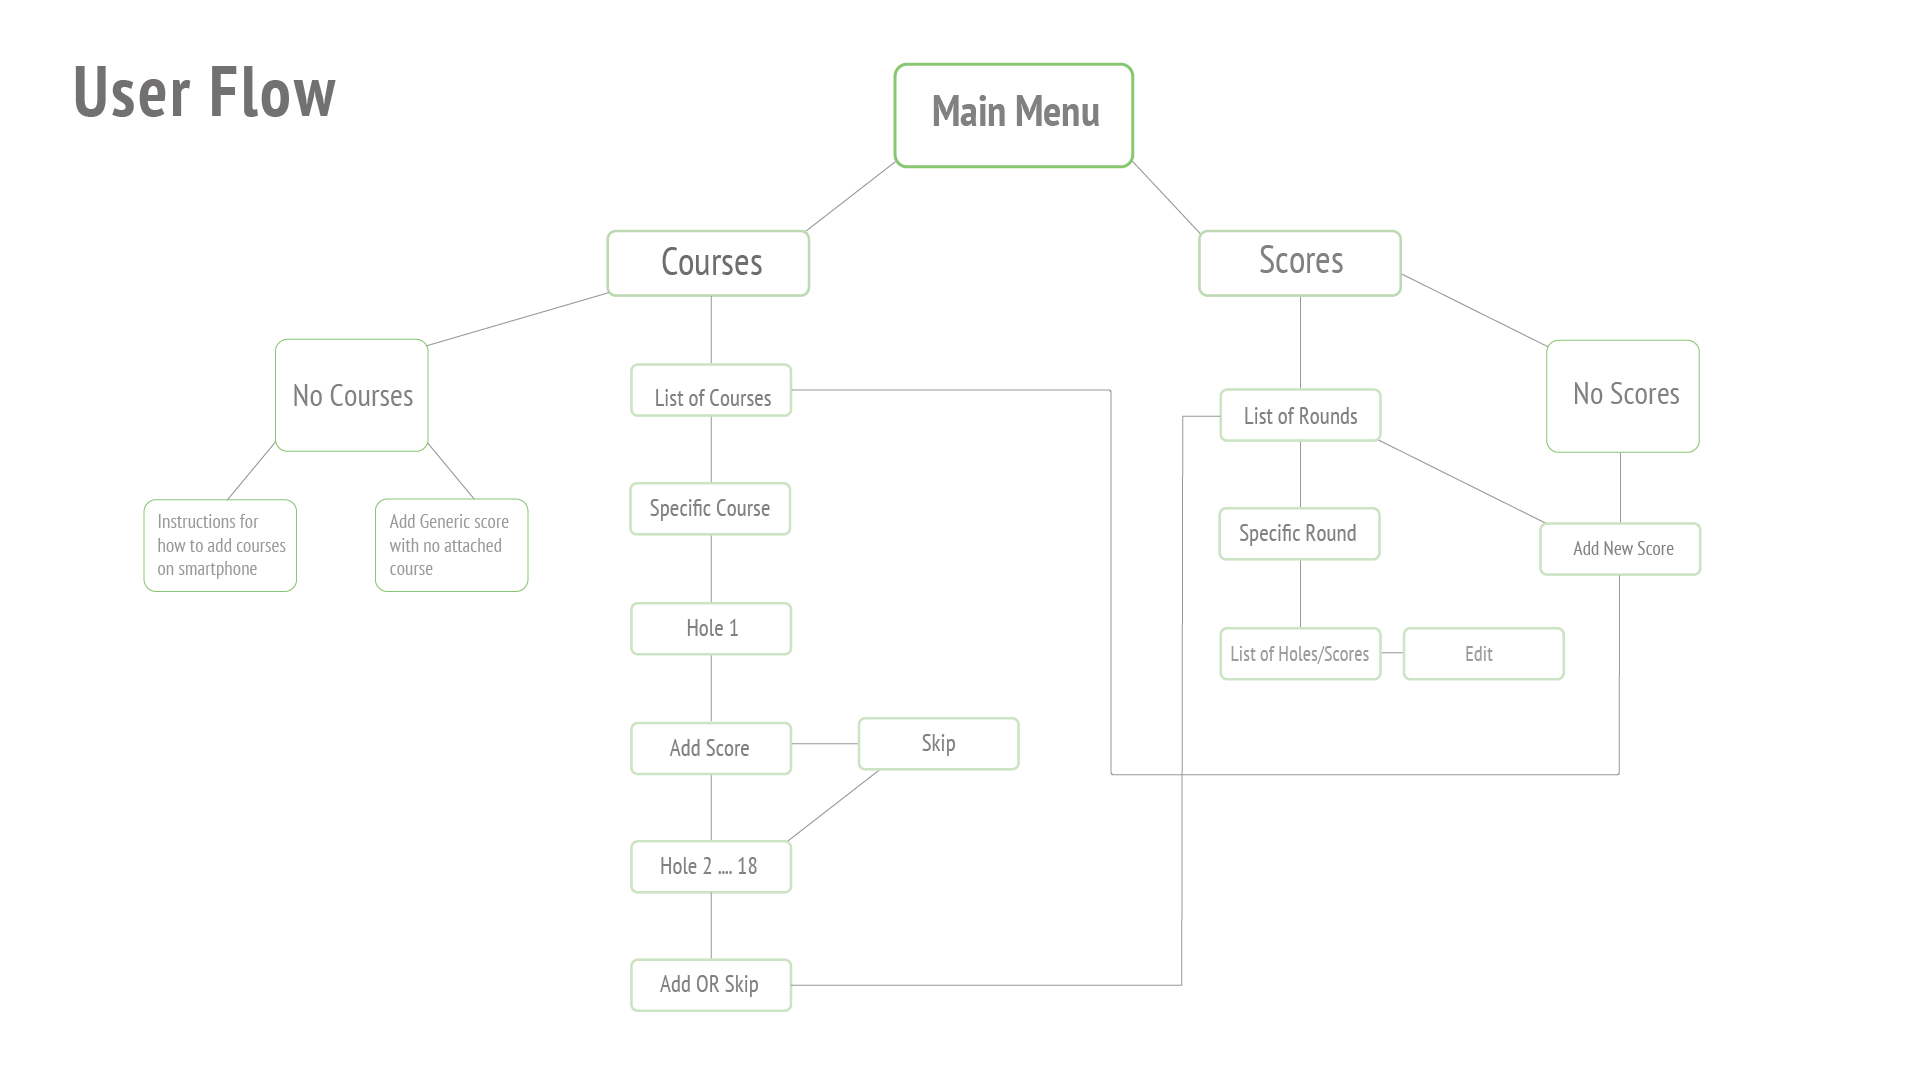 User Flow
Main Menu
Courses
Scores
No Courses
List of Courses
List of Rounds
No Scores
Instructions for
how to add courses
on smartphone
Add Generic score
with no attached
course
Specific Course
Specific Round
Add New Score
Hole 1
List of Holes/Scores
Edit
Add Score
Skip
Hole 2 .... 18
Add OR Skip